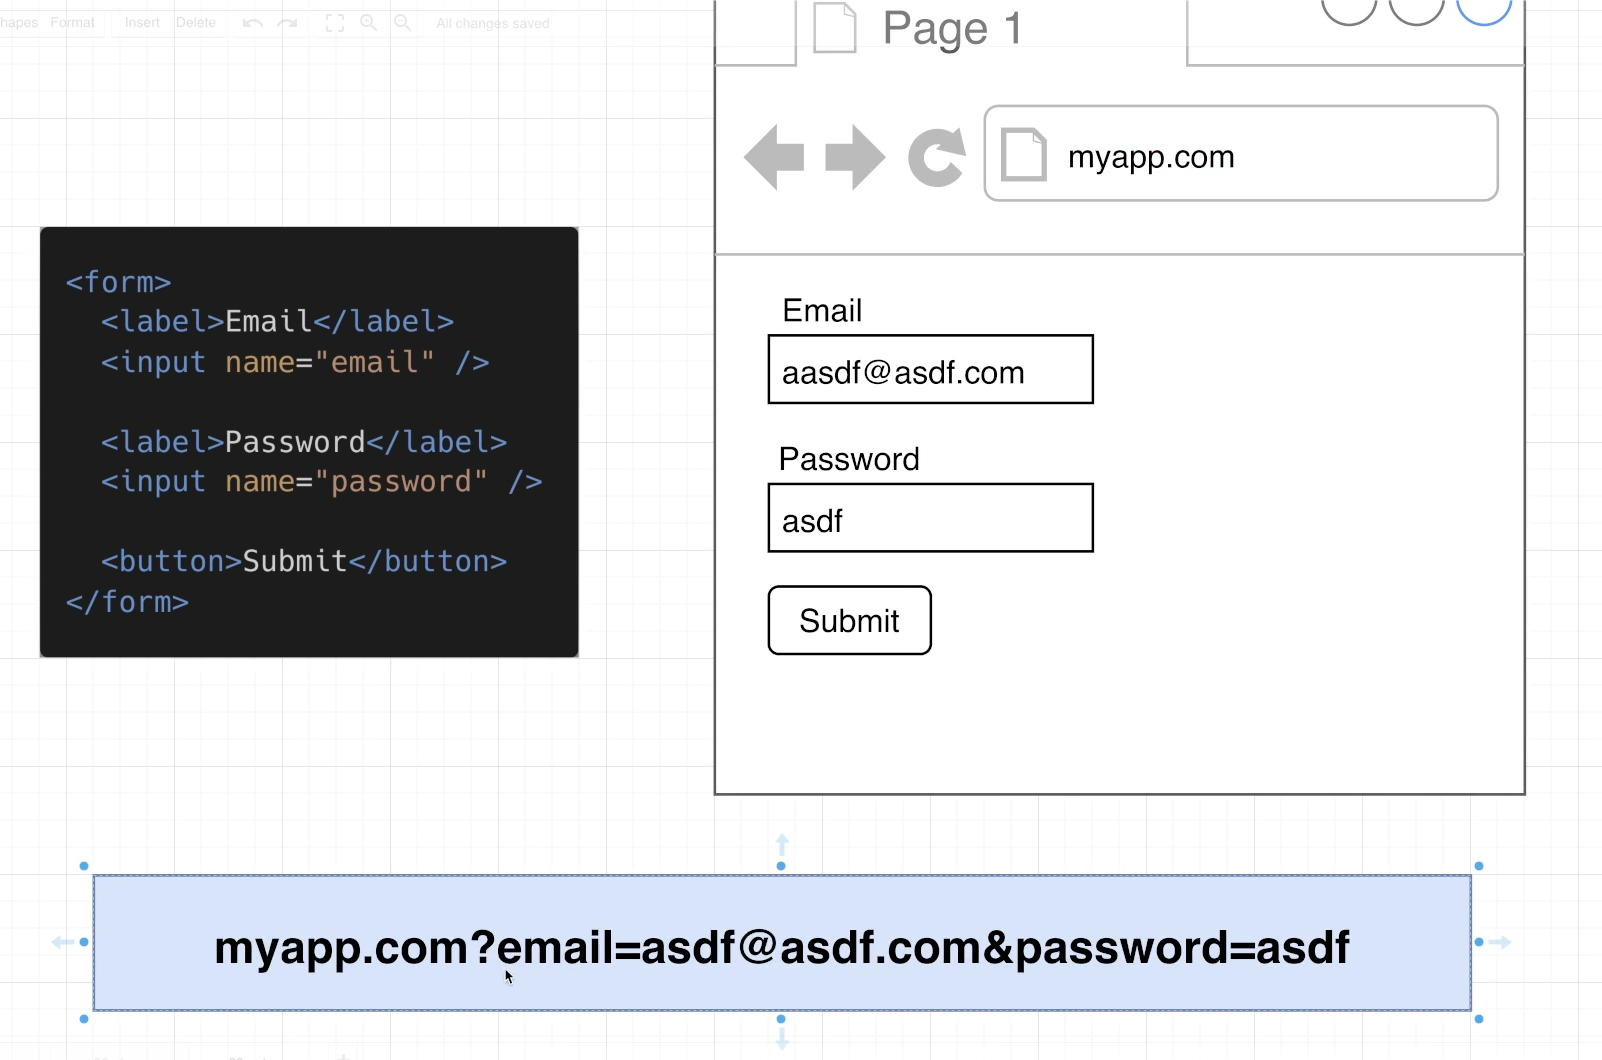 hapes Format Insert Delete All changes saved
Page 1
myapp.com
<form>
<label>Email</label>
<input name="email" />
<label>Password</label>
<input name="password" />
<button>Submit</button>
</form>
Email
aasdf@asdf.com
Password
asdf
Submit
myapp.com?email=asdf@asdf.com&password=asdf